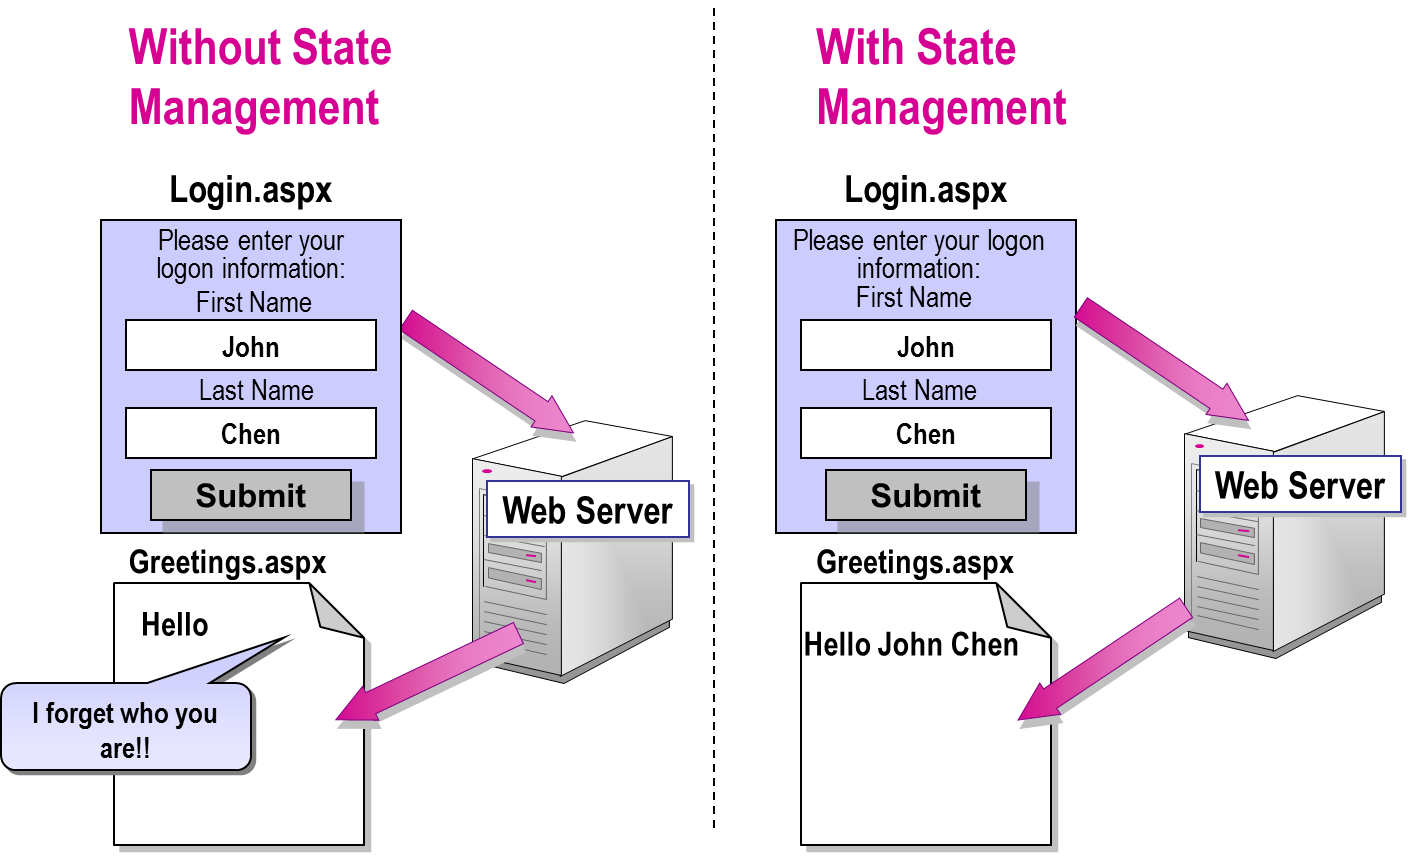 Without State
Management
Login.aspx
Please enter your
logon information:
First Name
John
Last Name
Chen
Submit
Web Server
Greetings.aspx
Hello
I forget who you
are!!
With State
Management
Login.aspx
Please enter your logon
information:
First Name
John
Last Name
Chen
Submit
Web Server
Greetings.aspx
Hello John Chen